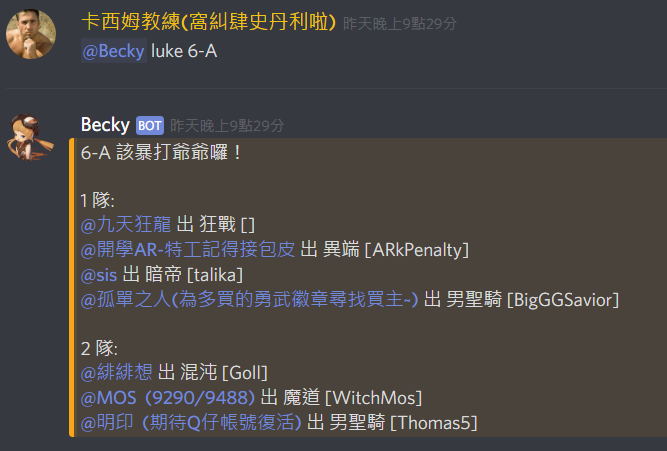 卡西姆教練(窩糾肆史丹利啦) 昨天晚上9點29分
@Becky luke 6-A
Becky BOT 昨天晚上9點29分
6-A 該暴打爺爺囉！
1 隊:
@九天狂龍 出 狂戰 []
@開學AR-特工記得接包皮 出 異端 [ARkPenalty]
@sis 出 暗帝 [talika]
@孤單之人(為多買的勇武徽章尋找買主~) 出 男聖騎 [BigGGSavior]
2 隊:
@緋緋想 出 混沌 [Goll]
@MOS (9290/9488) 出 魔道 [WitchMos]
@明印 (期待Q仔帳號復活) 出 男聖騎 [Thomas5]